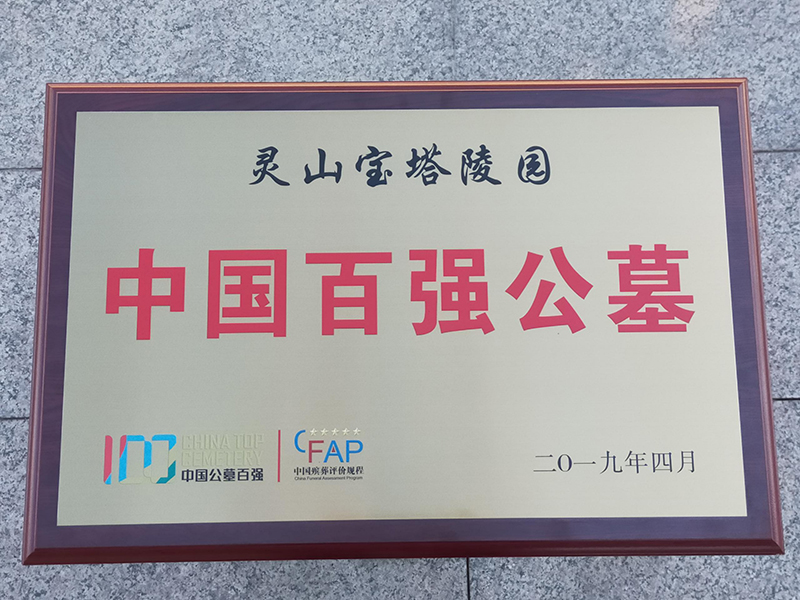 灵山宝塔陵园
中国百强公墓
100 CHINA TOP
CEMETERY
中国公墓百强
CFAP
中国殡葬评价规程
China Funeral Assessment Program
二O一九年四月